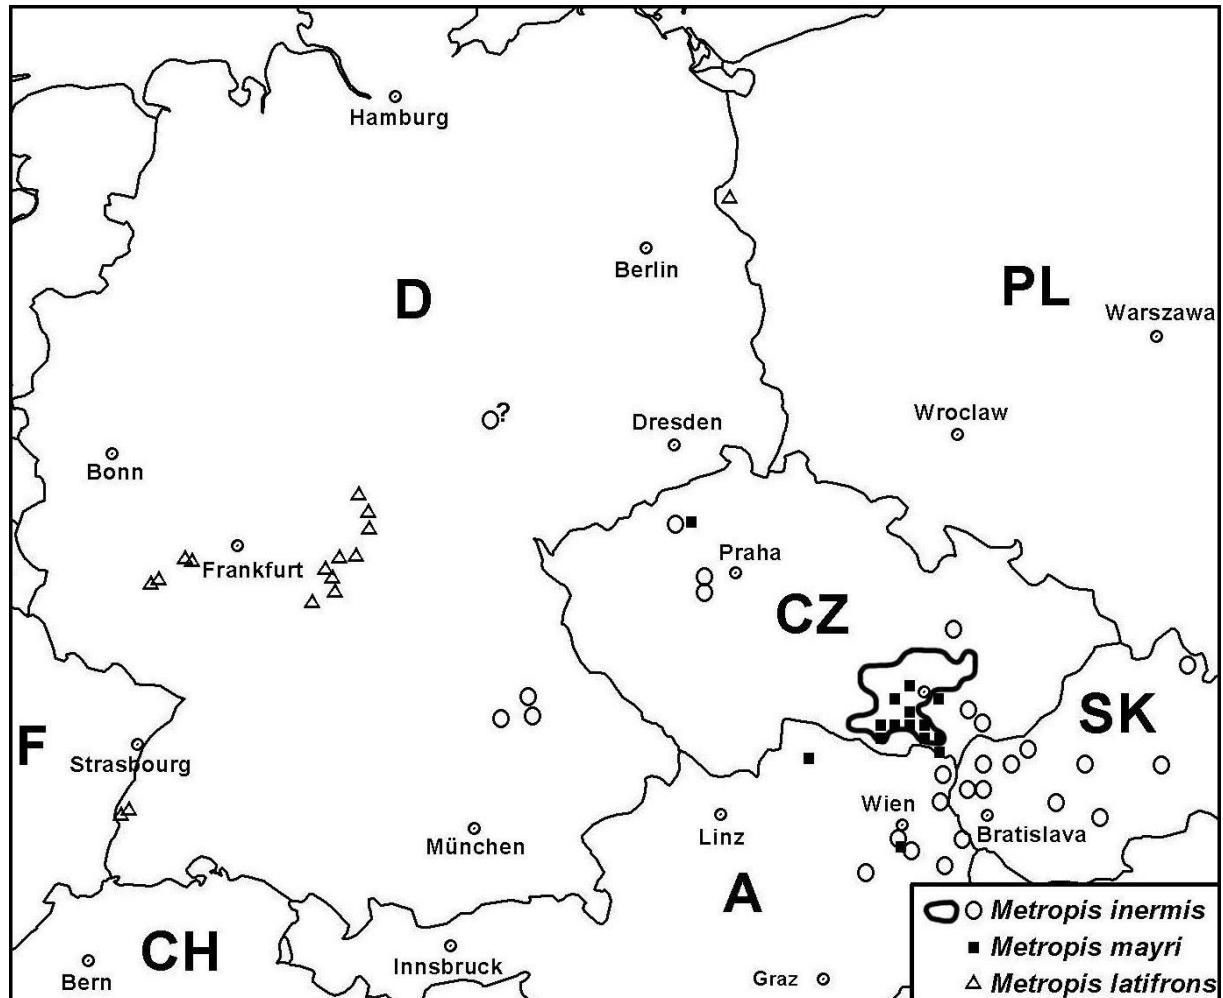 Hamburg
Berlin
D
PL
Warszawa
?
Dresden
Wroclaw
Bonn
Frankfurt
Praha
CZ
SK
F
Strasbourg
Wien
München
Linz
Bratislava
A
Metropis inermis
CH
Metropis mayri
Innsbruck
Bern
Graz
Metropis latifrons